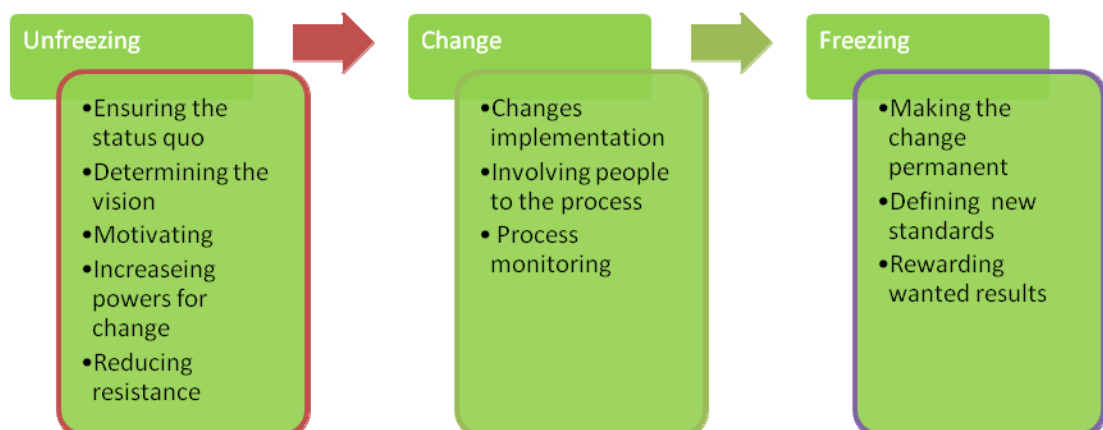 Unfreezing
•Ensuring the
status quo
•Determining the
vision
•Motivating
•Increaseing
powers for
change
•Reducing
resistance
Change
•Changes
implementation
•Involving people
to the process
• Process
monitoring
Freezing
•Making the
change
permanent
•Defining new
standards
•Rewarding
wanted results